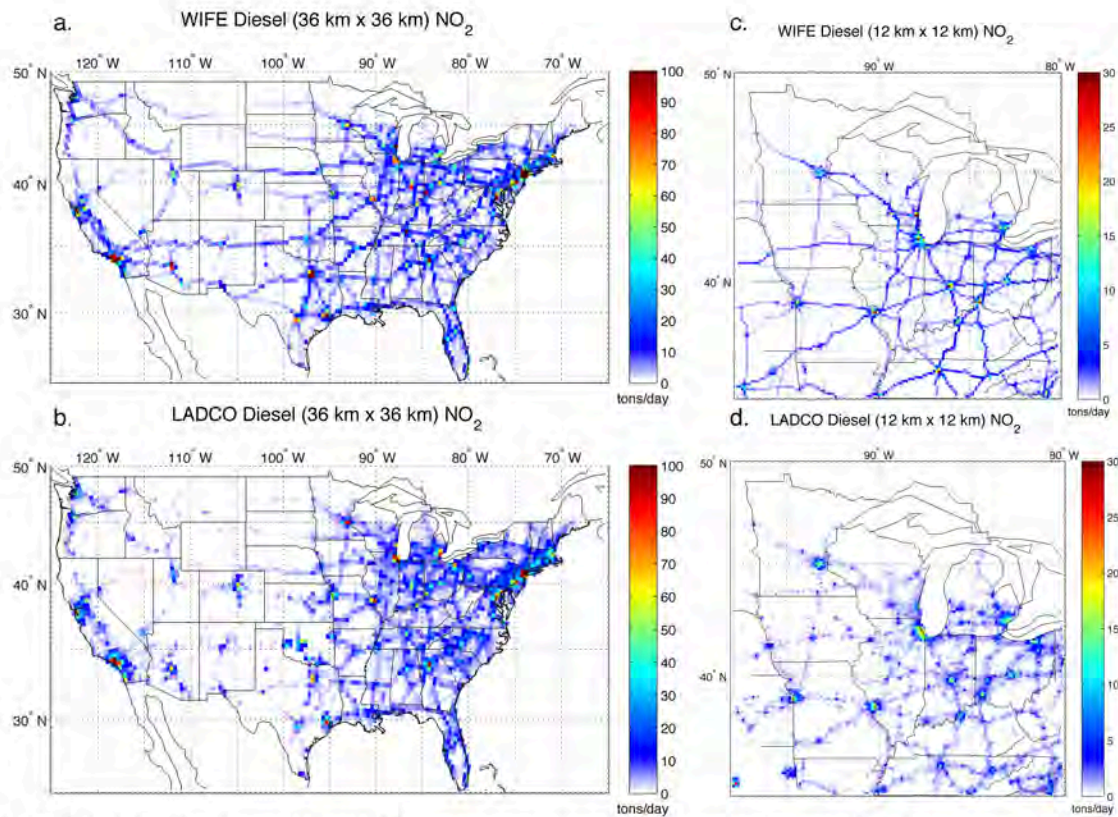 a.
WIFE Diesel (36 km x 36 km) NO2
120° W
110° W
100° W
90° W
80° W
70° W
50° N
40° N
30° N
100
90
80
70
60
50
40
30
20
10
0
tons/day
b.
LADCO Diesel (36 km x 36 km) NO2
120° W
110° W
100° W
90° W
80° W
70° W
50° N
40° N
30° N
100
90
80
70
60
50
40
30
20
10
0
tons/day
c.
WIFE Diesel (12 km x 12 km) NO2
90° W
80° W
50° N
40° N
30
25
20
15
10
5
0
tons/day
d.
LADCO Diesel (12 km x 12 km) NO2
90° W
80° W
50° N
40° N
30
25
20
15
10
5
0
tons/day